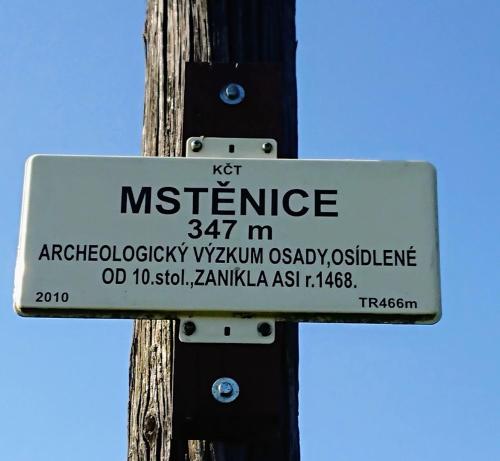 KČT
MSTĚNICE
347 m
ARCHEOLOGICKÝ VÝZKUM OSADY,OSÍDLENÉ
OD 10.stol.,ZANIKLA ASI r.1468.
2010 TR466m